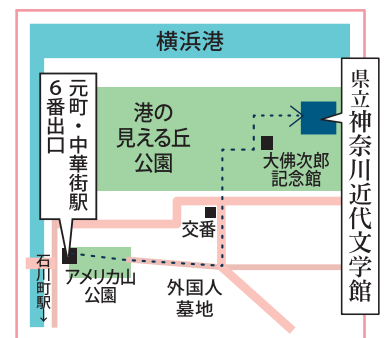 横浜港
県立神奈川近代文学館
元町・中華街駅
６番出口
港の
見える丘
公園
大佛次郎
記念館
交番
石川町駅→
アメリカ山
公園
外国人
墓地